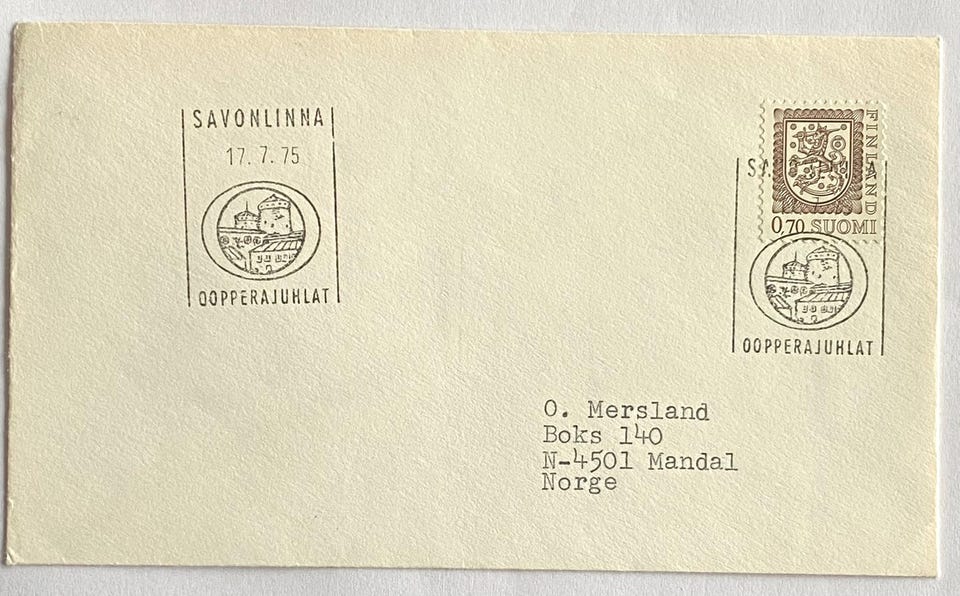 SAVONLINNA
17. 7. 75
OOPPERAJUHLAT
FINLAND
0,70 SUOMI
OOPPERAJUHLAT
O. Mersland
Boks 140
N-4501 Mandal
Norge